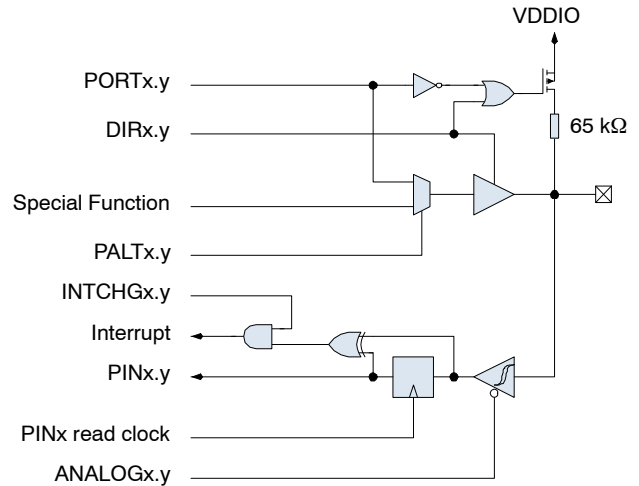 VDDIO
PORTx.y
DIRx.y
65 kΩ
Special Function
PALTx.y
INTCHGx.y
Interrupt
PINx.y
PINx read clock
ANALOGx.y